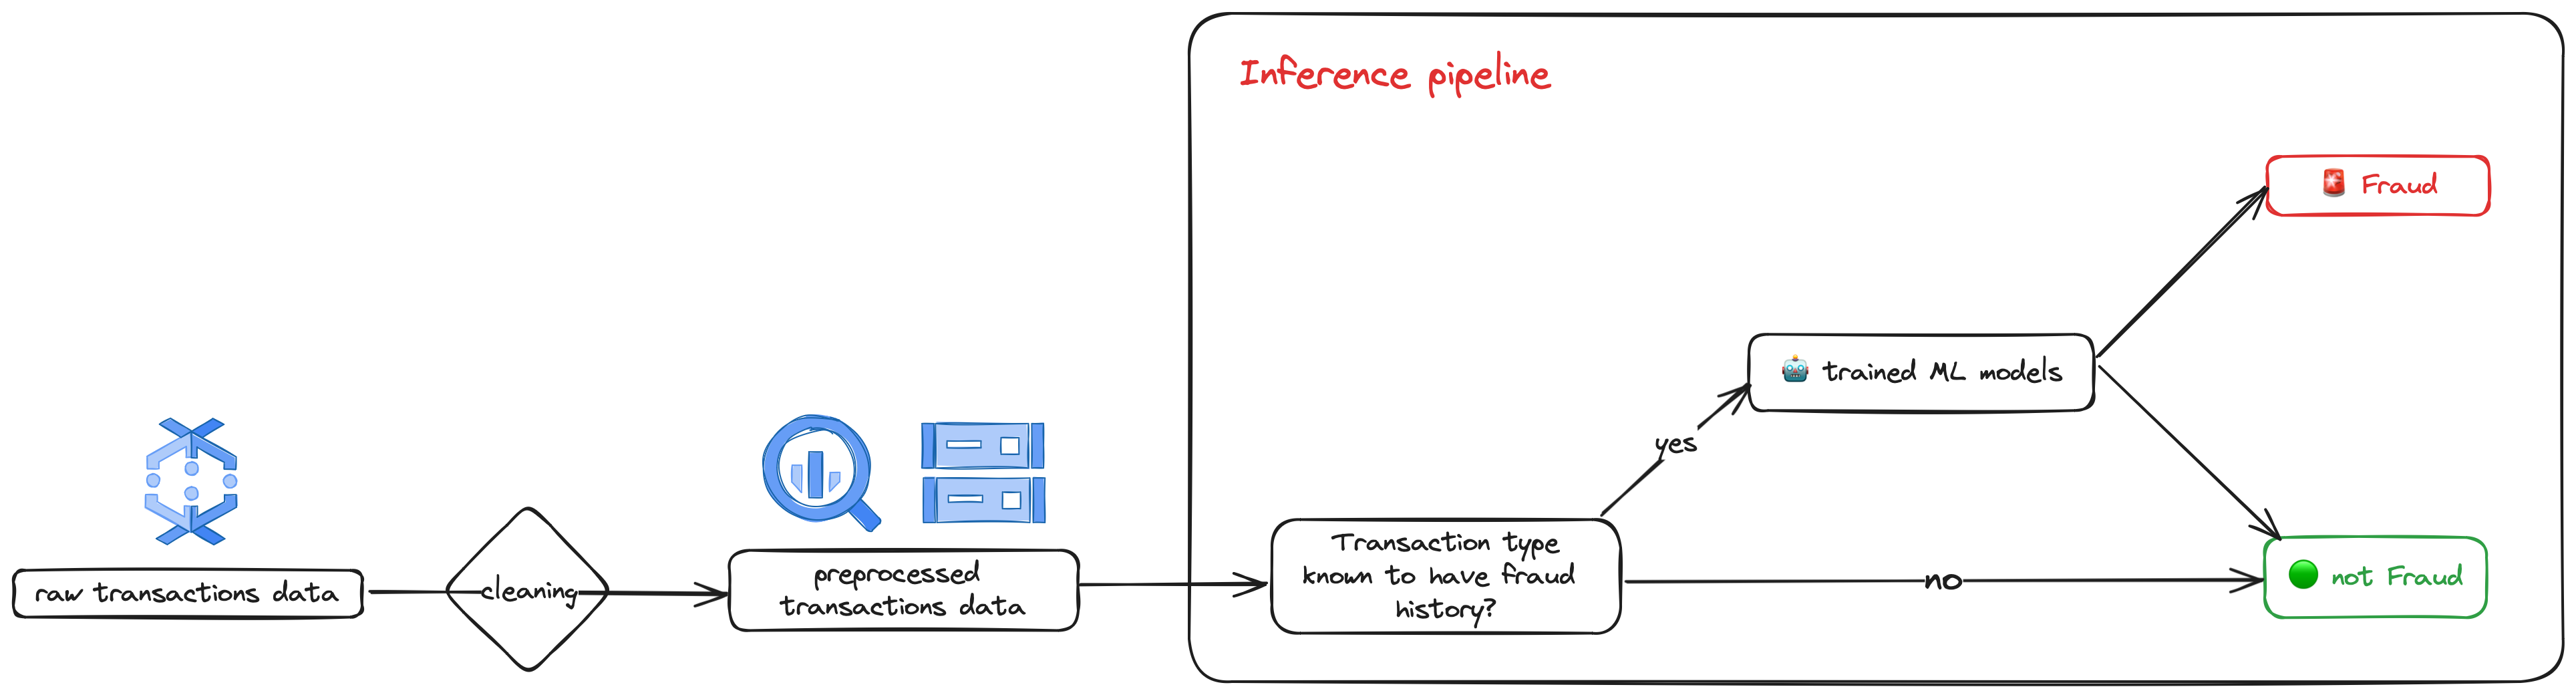 Inference pipeline
🚨 Fraud
🤖 trained ML models
yes
raw transactions data
cleaning
preprocessed
transactions data
Transaction type
known to have fraud
history?
no
🟢 not Fraud